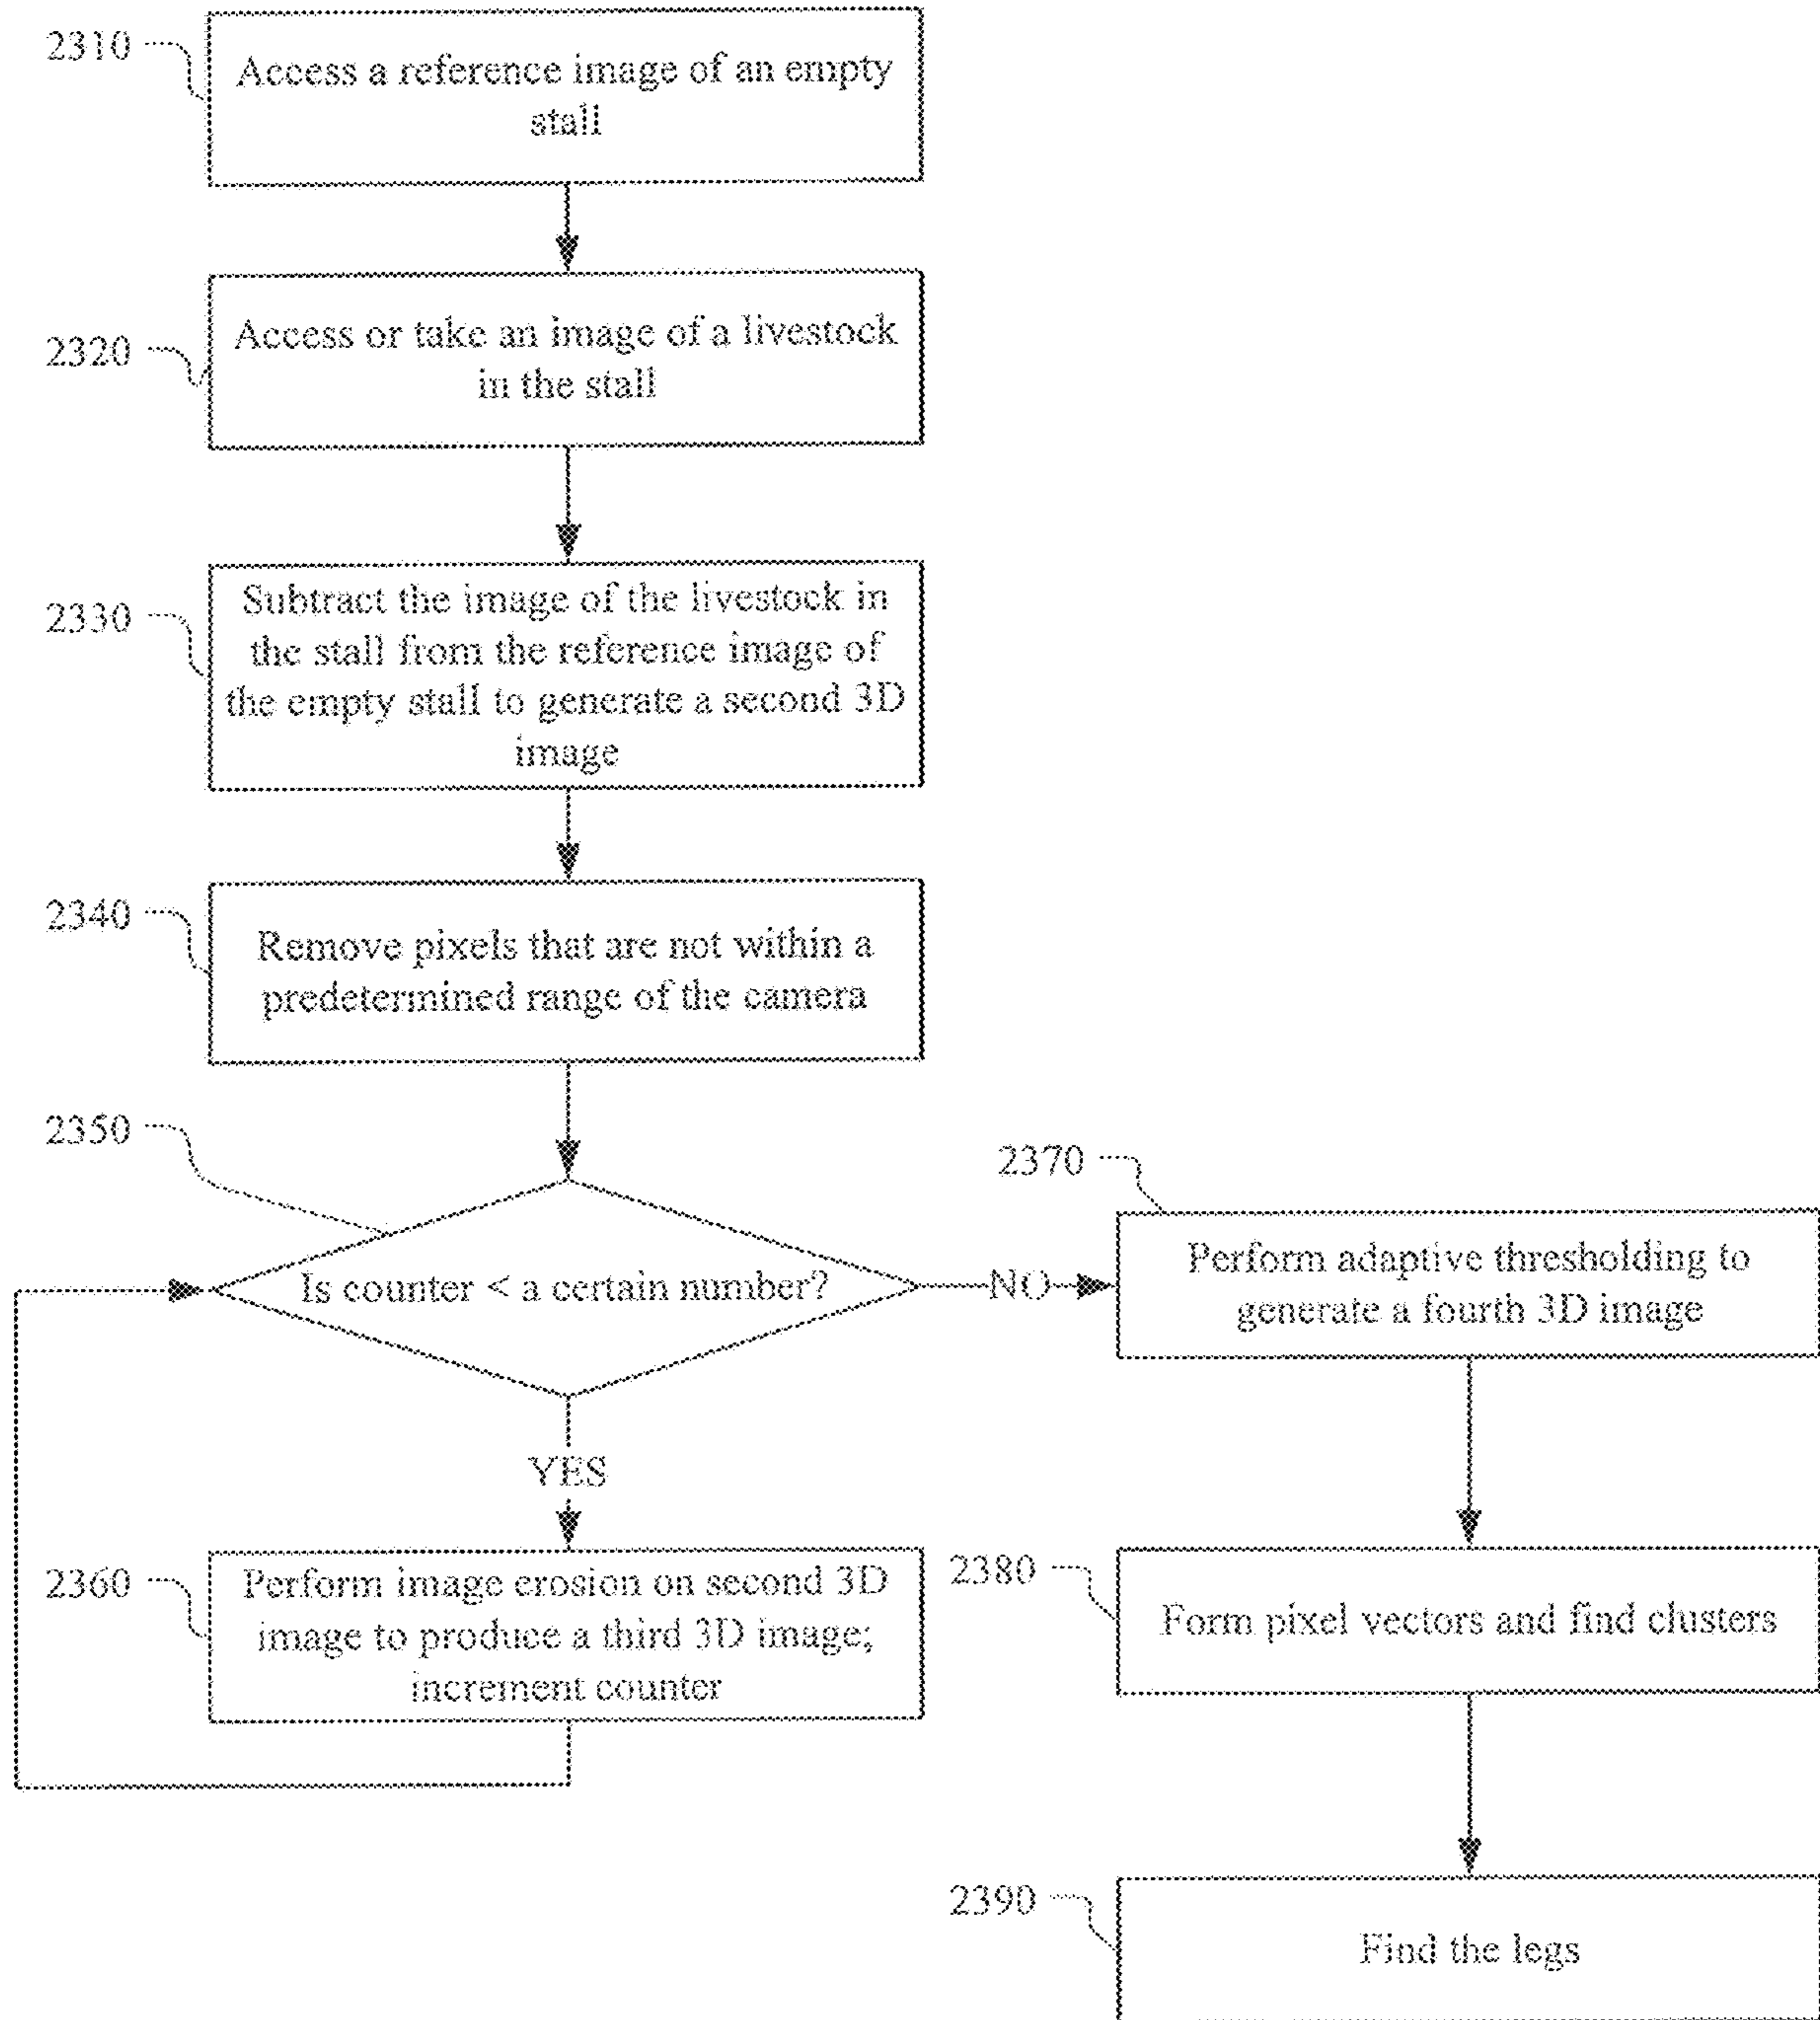 2310
Access a reference image of an empty
stall
2320
Access or take an image of a livestock
in the stall
2330
Subtract the image of the livestock in
the stall from the reference image of
the empty stall to generate a second 3D
image
2340
Remove pixels that are not within a
predetermined range of the camera
2350
Is counter < a certain number?
NO
YES
2360
Perform image erosion on second 3D
image to produce a third 3D image;
increment counter
2370
Perform adaptive thresholding to
generate a fourth 3D image
2380
Form pixel vectors and find clusters
2390
Find the legs